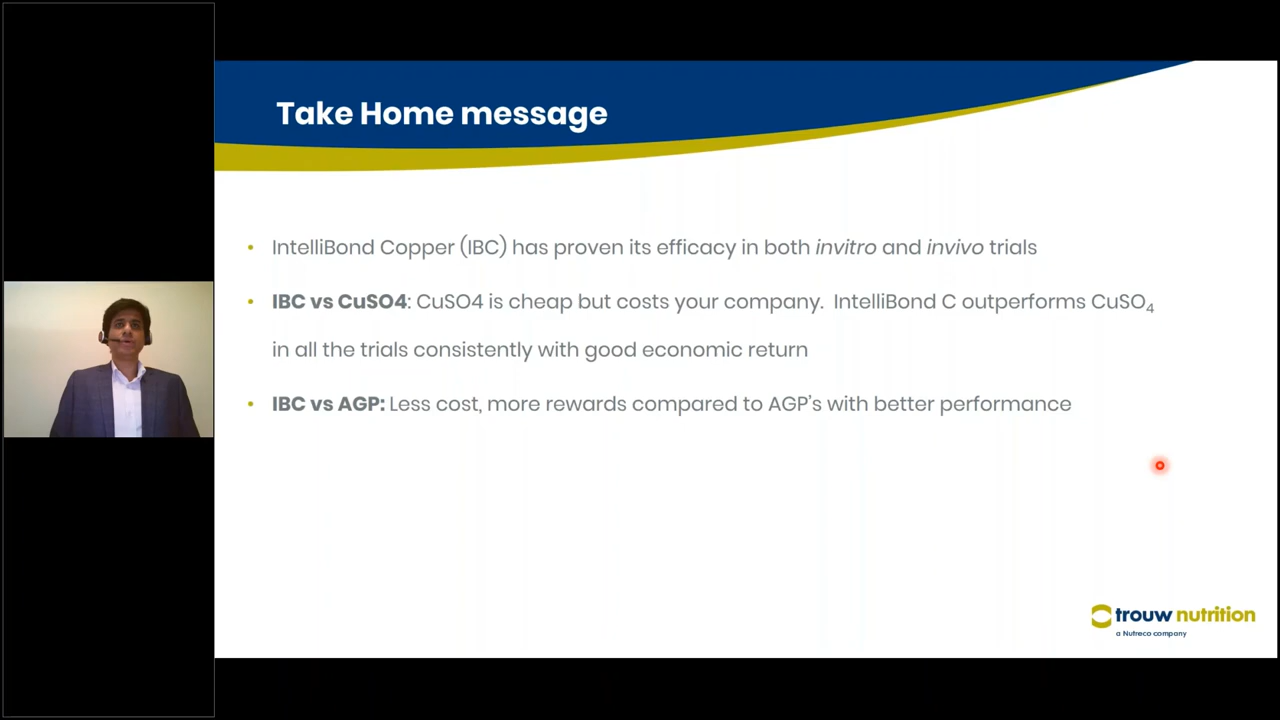 Take Home message
• IntelliBond Copper (IBC) has proven its efficacy in both invitro and invivo trials
• IBC vs CuSO4: CuSO4 is cheap but costs your company. IntelliBond C outperforms CuSO₄
in all the trials consistently with good economic return
• IBC vs AGP: Less cost, more rewards compared to AGP's with better performance
trouw nutrition
a Nutreco company